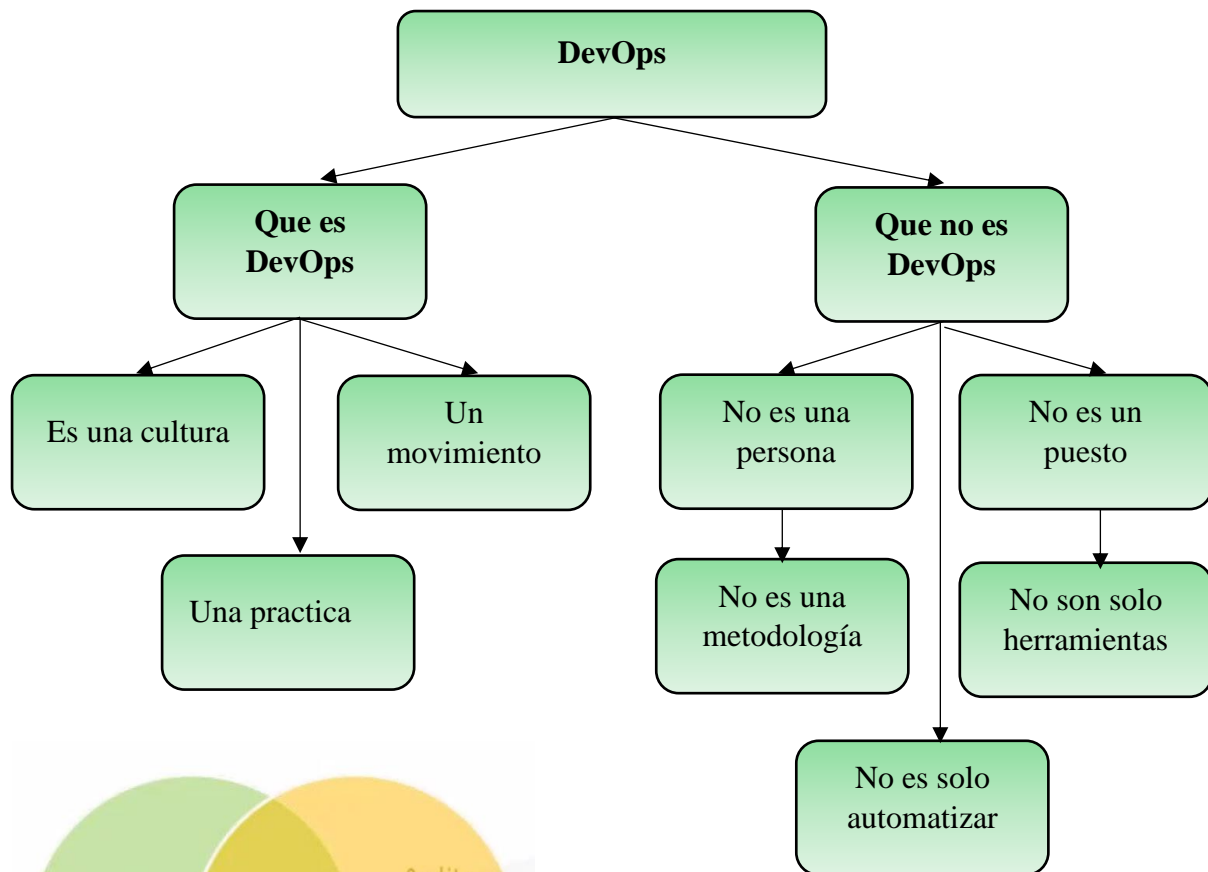 DevOps
Que es
DevOps
Que no es
DevOps
Es una cultura
Un
movimiento
Una practica
No es una
persona
No es un
puesto
No es una
metodología
No son solo
herramientas
No es solo
automatizar